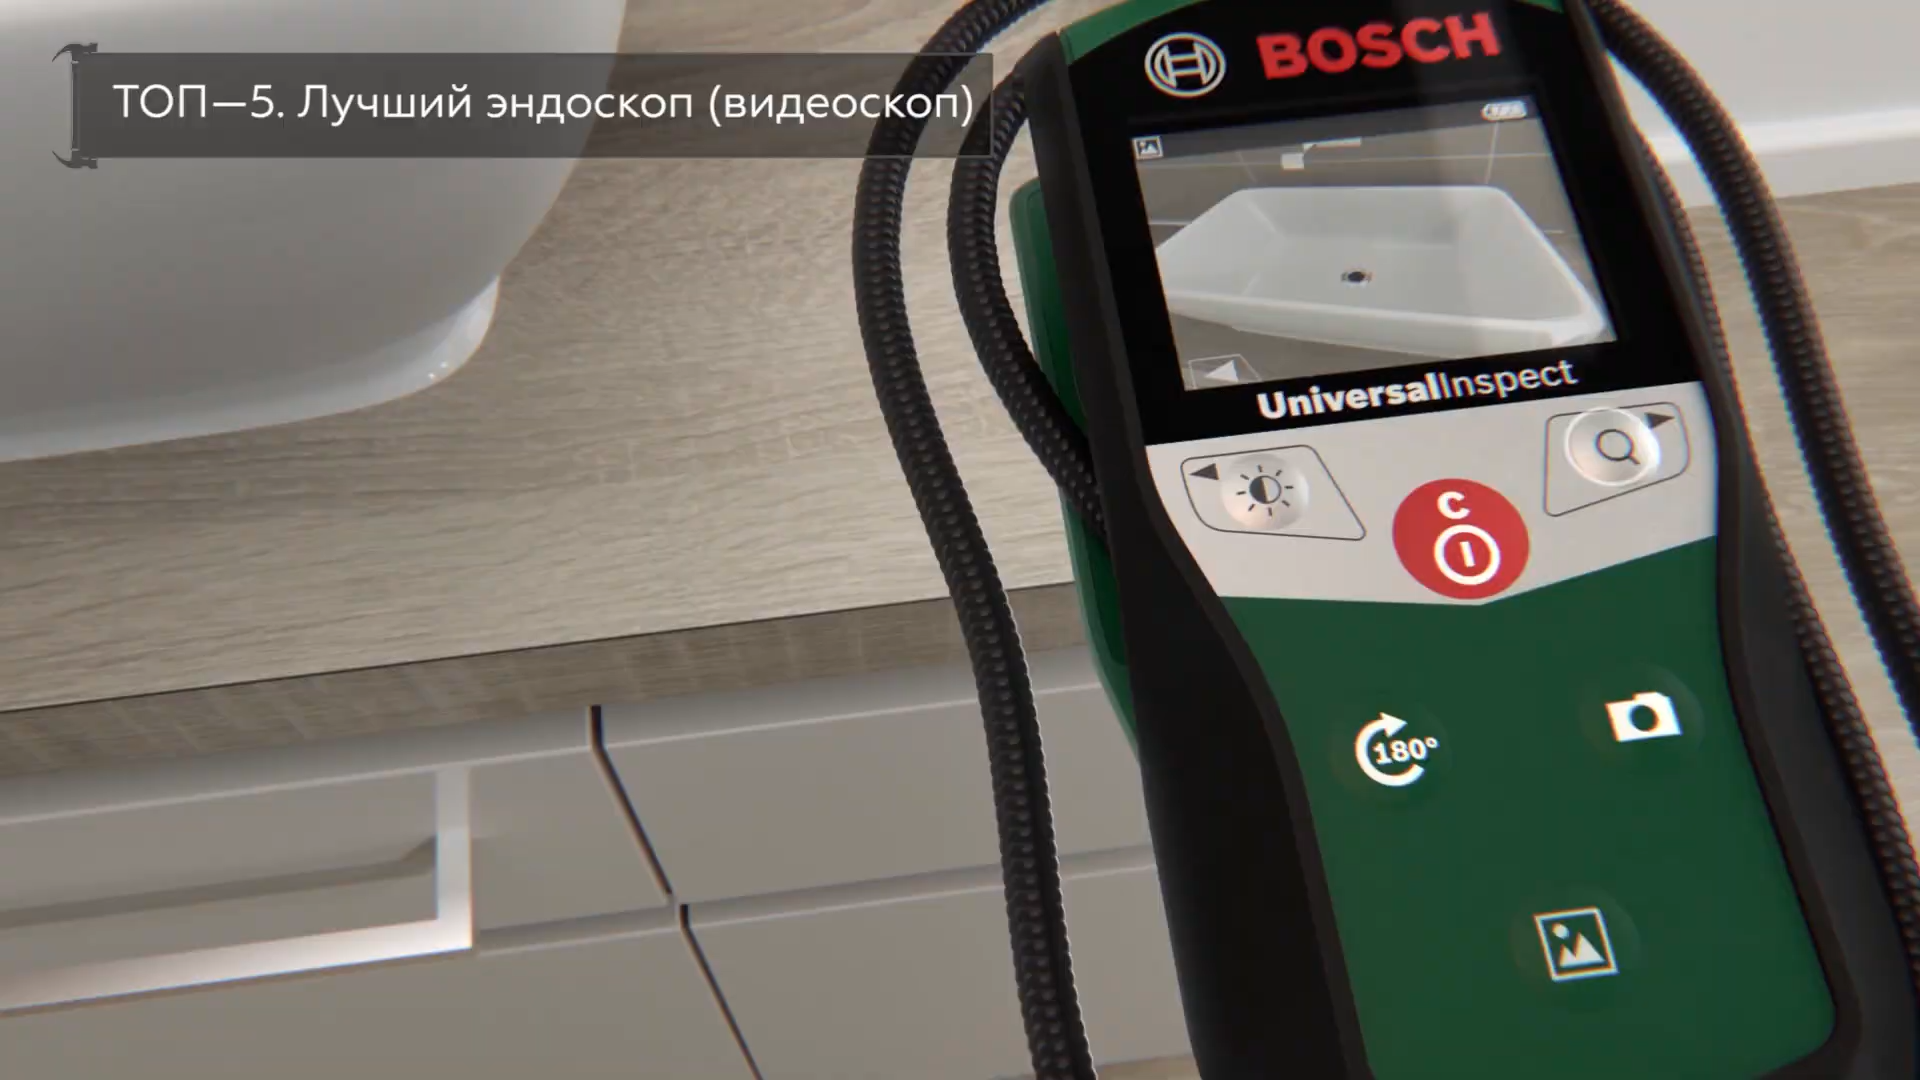 ТОП—5. Лучший эндоскоп (видеоскоп)
BOSCH
UniversalInspect
C
180°